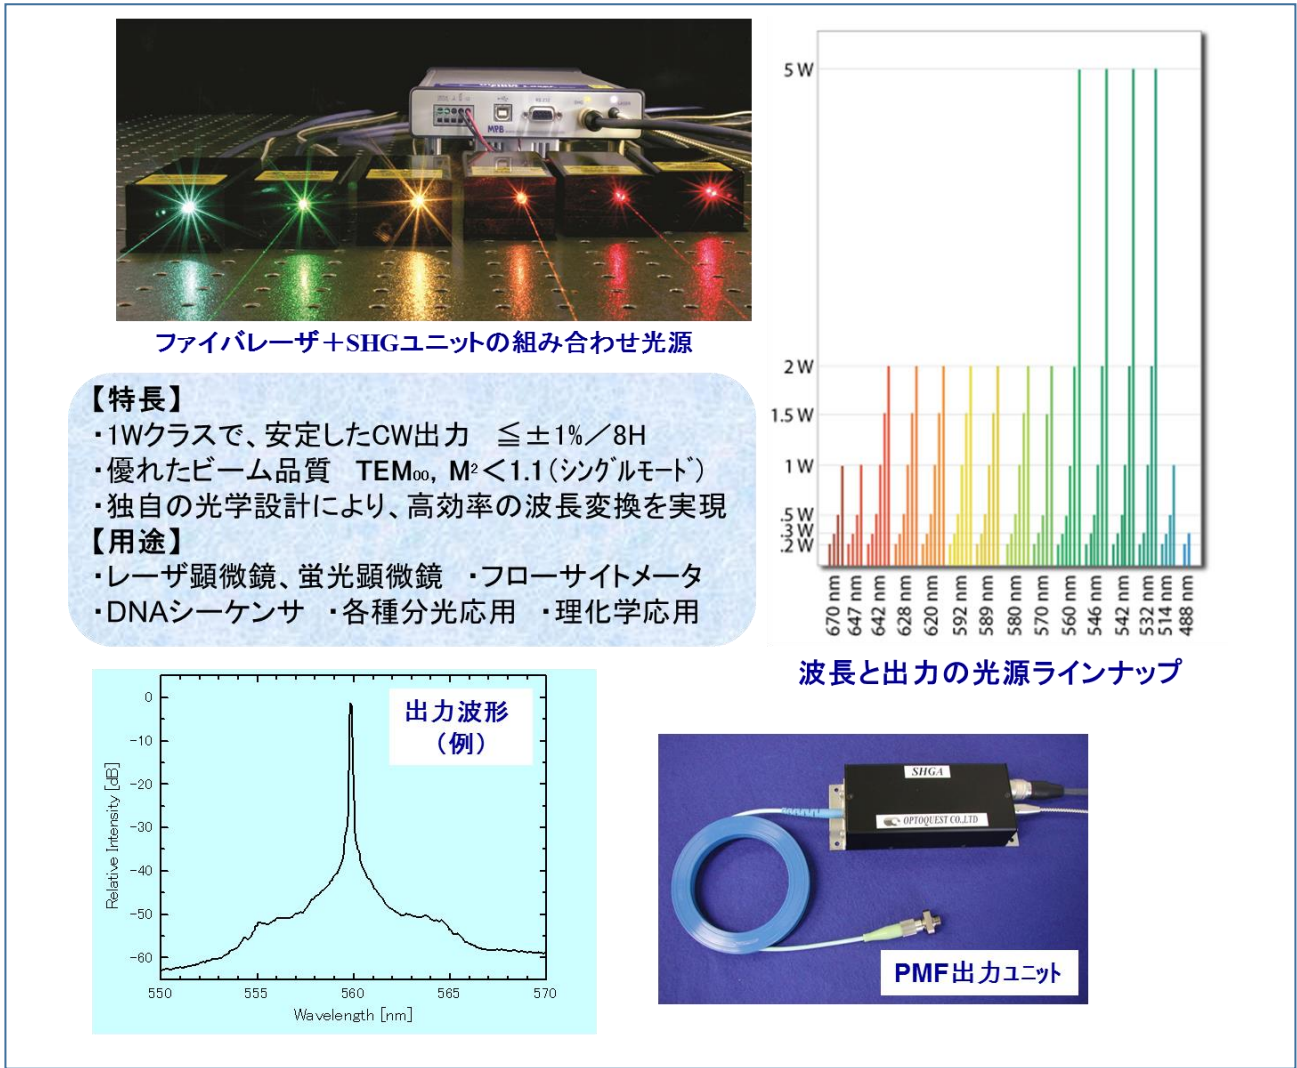 MPB
ファイバレーザ＋SHGユニットの組み合わせ光源
【特長】
・1Wクラスで、安定したCW出力　≦±1%／8H
・優れたビーム品質　TEM₀₀, M²＜1.1（シングルモード）
・独自の光学設計により、高効率の波長変換を実現
【用途】
・レーザ顕微鏡、蛍光顕微鏡　・フローサイトメータ
・DNAシーケンサ　・各種分光応用　・理化学応用
5 W
2 W
1.5 W
1 W
.5 W
.3 W
.2 W
670 nm
647 nm
642 nm
628 nm
620 nm
592 nm
589 nm
580 nm
570 nm
560 nm
546 nm
542 nm
532 nm
514 nm
488 nm
波長と出力の光源ラインナップ
出力波形
（例）
Relative Intensity [dB]
0
-10
-20
-30
-40
-50
-60
550
555
560
565
570
Wavelength [nm]
SHGA
OPTOQUEST CO.,LTD
PMF出力ユニット